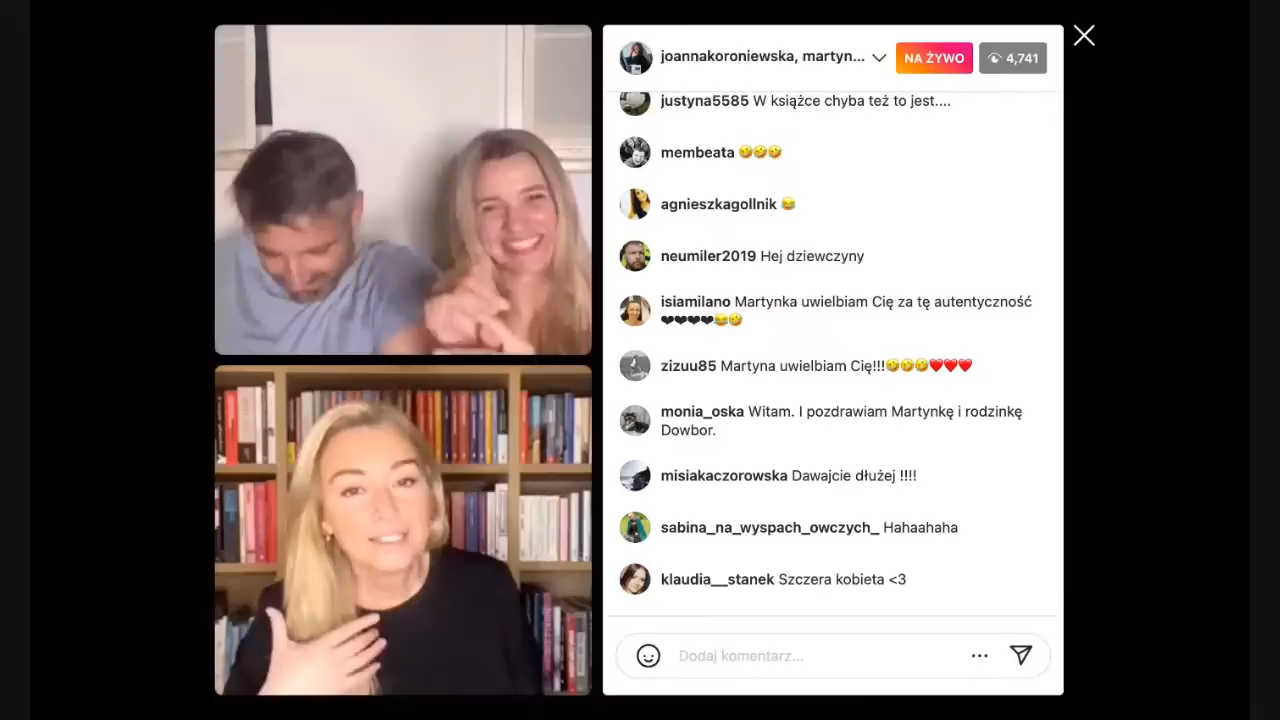 joannakoroniewska, martyn...
NA ŻYWO
4,741
justyna5585 W książce chyba też to jest....
membeata 🤣🤣🤣
agnieszkagollnik 😂
neumiler2019 Hej dziewczyny
isiamilano Martynka uwielbiam Cię za tę autentyczność
❤❤❤❤😂🤣
zizuu85 Martyna uwielbiam Cię!!!🤣🤣🤣❤️❤️❤️
monia_oska Witam. I pozdrawiam Martynkę i rodzinkę
Dowbor.
misiakaczorowska Dawajcie dłużej !!!!
sabina_na_wyspach_owczych_ Hahaahaha
klaudia__stanek Szczera kobieta <3
Dodaj komentarz...